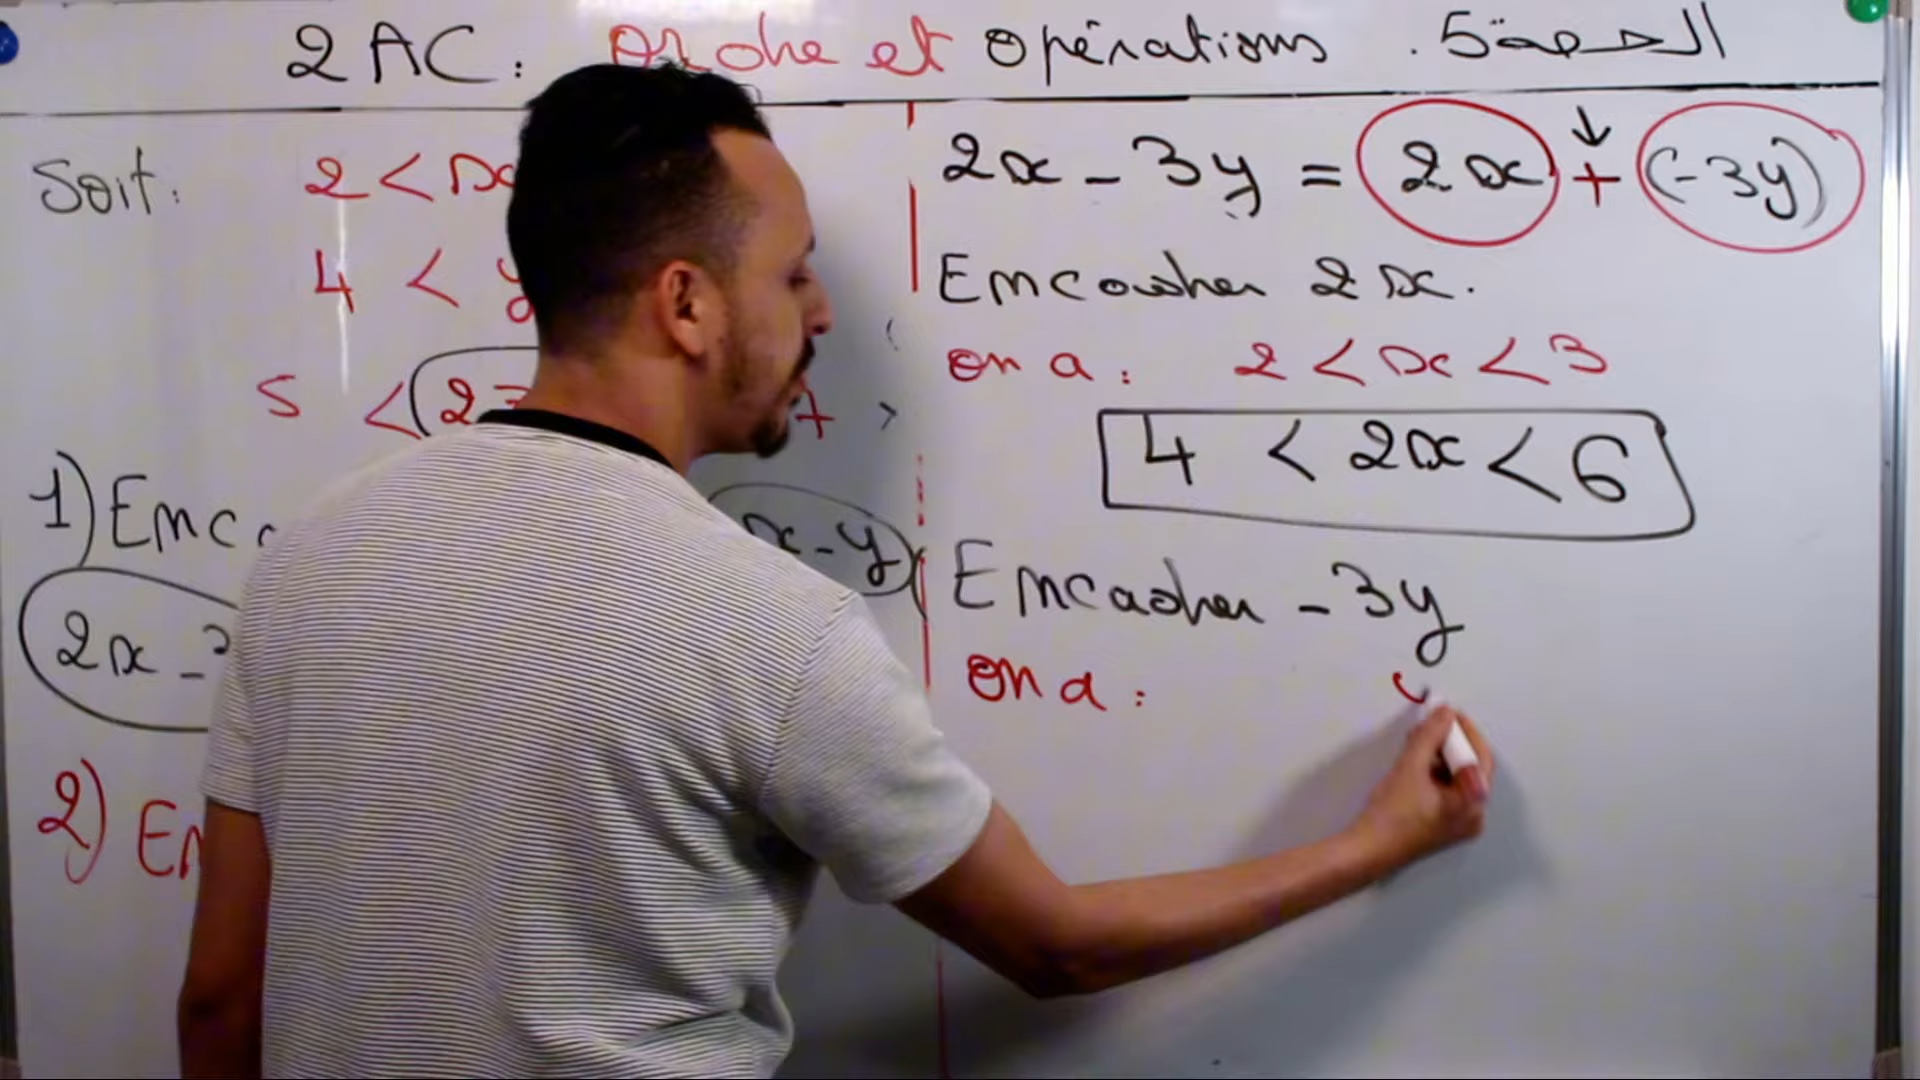 2AC: Ordre et opérations . الحصة 5
Soit:
2 < x
4 < y
5 < 2
1) Enca
x - y
2x -
2) En
2x - 3y = 2x + (-3y)
Encadrer 2x.
on a: 2 < x < 3
4 < 2x < 6
Encadrer - 3y
on a: